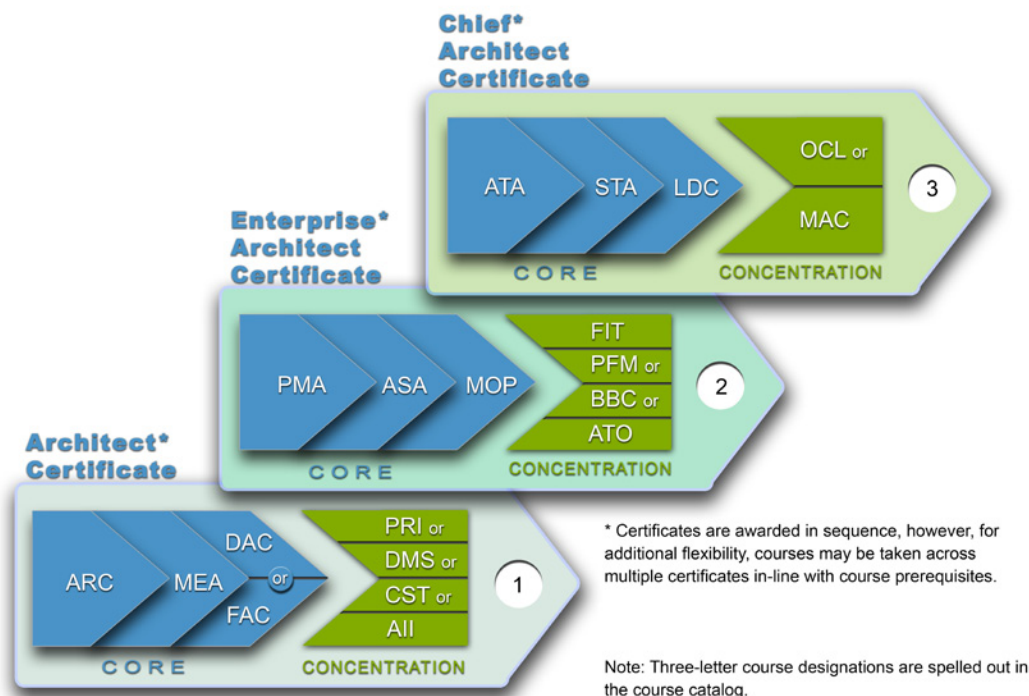 Chief*
Architect
Certificate
ATA
STA
LDC
OCL or
MAC
3
CORE
CONCENTRATION
Enterprise*
Architect
Certificate
PMA
ASA
MOP
FIT
PFM or
BBC or
ATO
2
CORE
CONCENTRATION
Architect*
Certificate
ARC
MEA
DAC
or
FAC
PRI or
DMS or
CST or
AII
1
CORE
CONCENTRATION
* Certificates are awarded in sequence, however, for
additional flexibility, courses may be taken across
multiple certificates in-line with course prerequisites.
Note: Three-letter course designations are spelled out in
the course catalog.